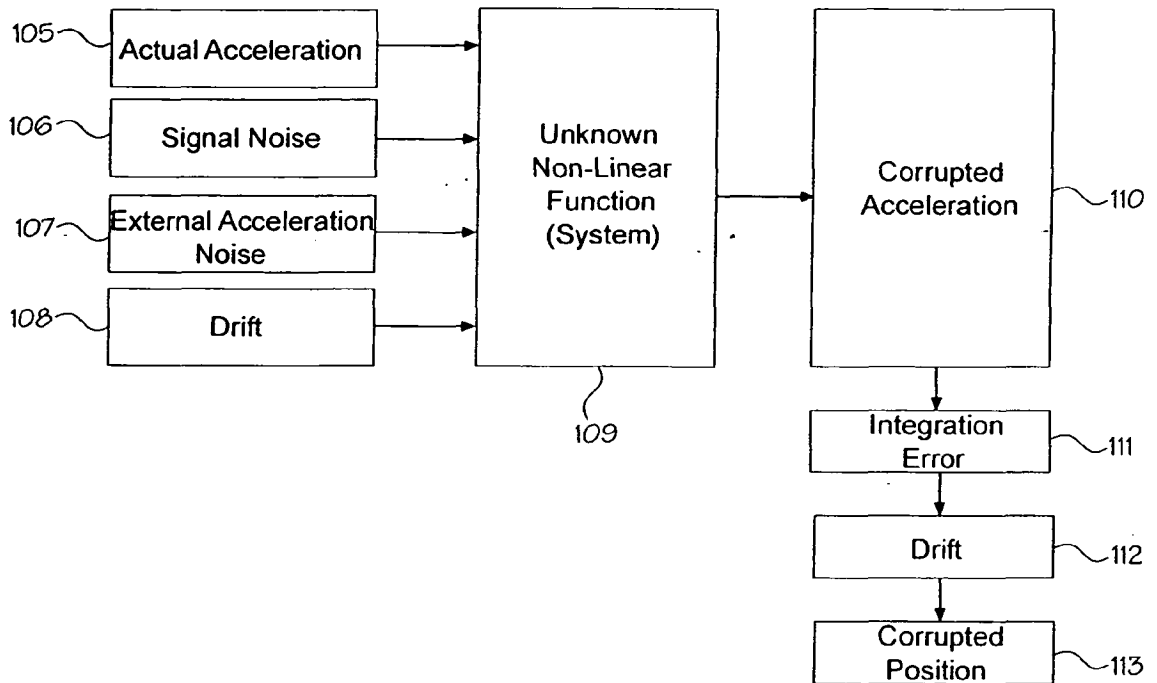 105
Actual Acceleration
106
Signal Noise
107
External Acceleration
Noise
108
Drift
Unknown
Non-Linear
Function
(System)
109
Corrupted
Acceleration
110
Integration
Error
111
Drift
112
Corrupted
Position
113